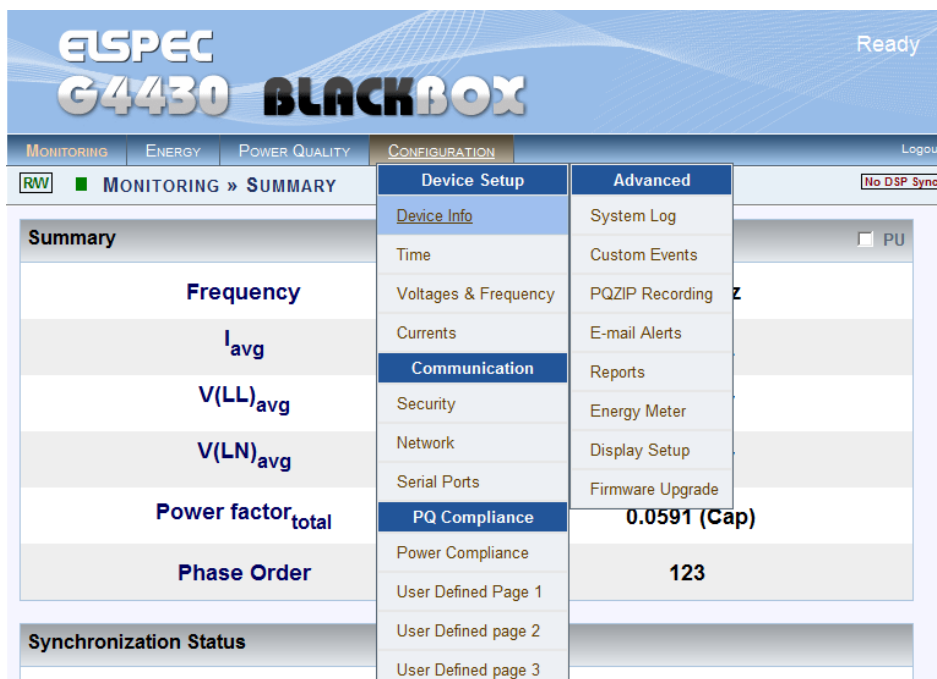 ELSPEC
G4430 BLACKBOX
Ready
MONITORING ENERGY POWER QUALITY CONFIGURATION
RW MONITORING » SUMMARY
No DSP Sync
Summary
PU
Frequency
z
Iavg
V(LL)avg
V(LN)avg
Power factortotal
0.0591 (Cap)
Phase Order
123
Synchronization Status
Device Setup
Device Info
Time
Voltages & Frequency
Currents
Communication
Security
Network
Serial Ports
PQ Compliance
Power Compliance
User Defined Page 1
User Defined page 2
User Defined page 3
Advanced
System Log
Custom Events
PQZIP Recording
E-mail Alerts
Reports
Energy Meter
Display Setup
Firmware Upgrade